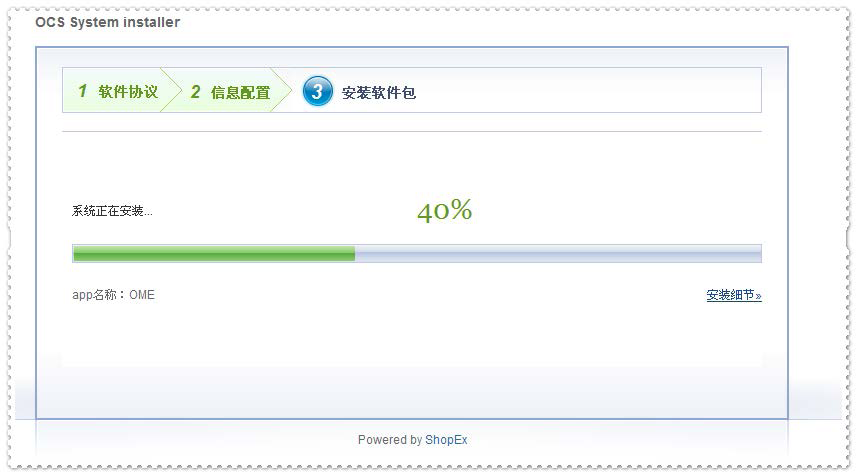 OCS System installer
1 软件协议 2 信息配置 3 安装软件包
系统正在安装... 40%
app名称：OME 安装细节»
Powered by ShopEx